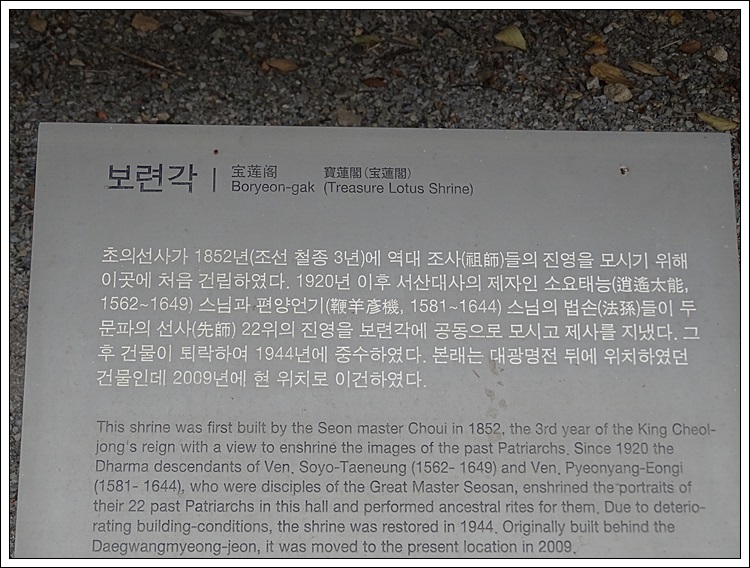 보련각 | 宝莲阁 寶蓮閣(宝蓮閣)
Boryeon-gak (Treasure Lotus Shrine)
초의선사가 1852년(조선 철종 3년)에 역대 조사(祖師)들의 진영을 모시기 위해
이곳에 처음 건립하였다. 1920년 이후 서산대사의 제자인 소요태능(逍遙太能,
1562~1649) 스님과 편양언기(鞭羊彥機, 1581~1644) 스님의 법손(法孫)들이 두
문파의 선사(先師) 22위의 진영을 보련각에 공동으로 모시고 제사를 지냈다. 그
후 건물이 퇴락하여 1944년에 중수하였다. 본래는 대광명전 뒤에 위치하였던
건물인데 2009년에 현 위치로 이건하였다.
This shrine was first built by the Seon master Choui in 1852, the 3rd year of the King Cheol-
jong's reign with a view to enshrine the images of the past Patriarchs. Since 1920 the
Dharma descendants of Ven. Soyo-Taeneung (1562- 1649) and Ven. Pyeonyang-Eongi
(1581- 1644), who were disciples of the Great Master Seosan, enshrined the portraits of
their 22 past Patriarchs in this hall and performed ancestral rites for them. Due to deterio-
rating building-conditions, the shrine was restored in 1944. Originally built behind the
Daegwangmyeong-jeon, it was moved to the present location in 2009.